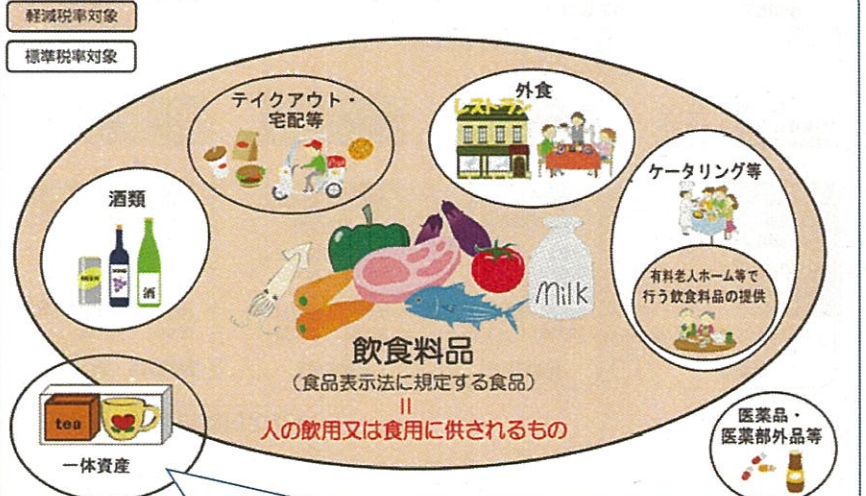 軽減税率対象
標準税率対象
テイクアウト・
宅配等
外食
レストラン
ケータリング等
酒類
BEER
WINE
酒
有料老人ホーム等で
行う飲食料品の提供
Milk
飲食料品
(食品表示法に規定する食品)
=
人の飲用又は食用に供されるもの
tea
一体資産
医薬品・
医薬部外品等